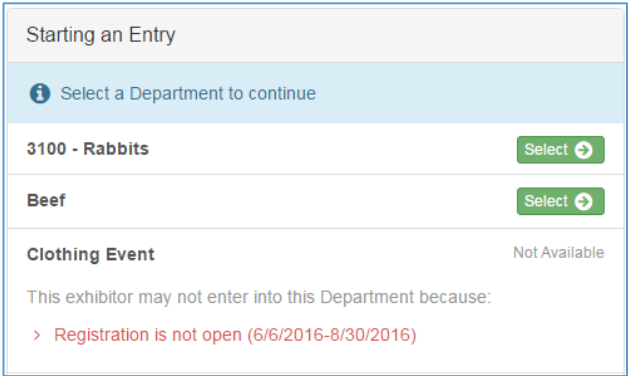 Starting an Entry
Select a Department to continue
3100 - Rabbits Select
Beef Select
Clothing Event Not Available
This exhibitor may not enter into this Department because:
> Registration is not open (6/6/2016-8/30/2016)